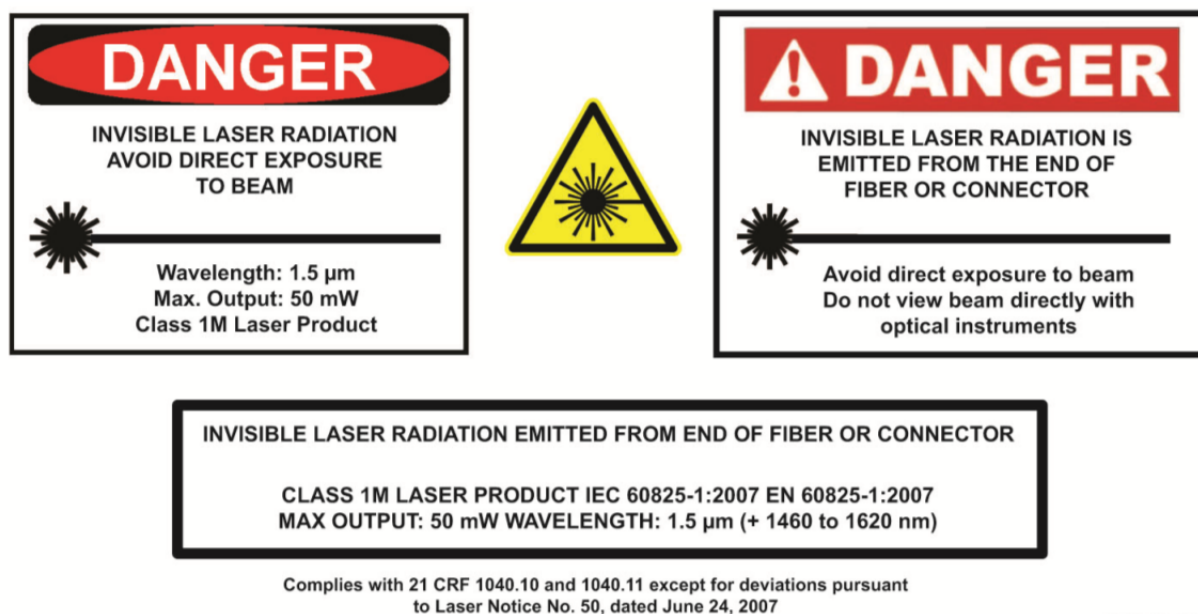 DANGER
INVISIBLE LASER RADIATION
AVOID DIRECT EXPOSURE
TO BEAM
Wavelength: 1.5 µm
Max. Output: 50 mW
Class 1M Laser Product
DANGER
INVISIBLE LASER RADIATION IS
EMITTED FROM THE END OF
FIBER OR CONNECTOR
Avoid direct exposure to beam
Do not view beam directly with
optical instruments
INVISIBLE LASER RADIATION EMITTED FROM END OF FIBER OR CONNECTOR
CLASS 1M LASER PRODUCT IEC 60825-1:2007 EN 60825-1:2007
MAX OUTPUT: 50 mW WAVELENGTH: 1.5 µm (+ 1460 to 1620 nm)
Complies with 21 CRF 1040.10 and 1040.11 except for deviations pursuant
to Laser Notice No. 50, dated June 24, 2007